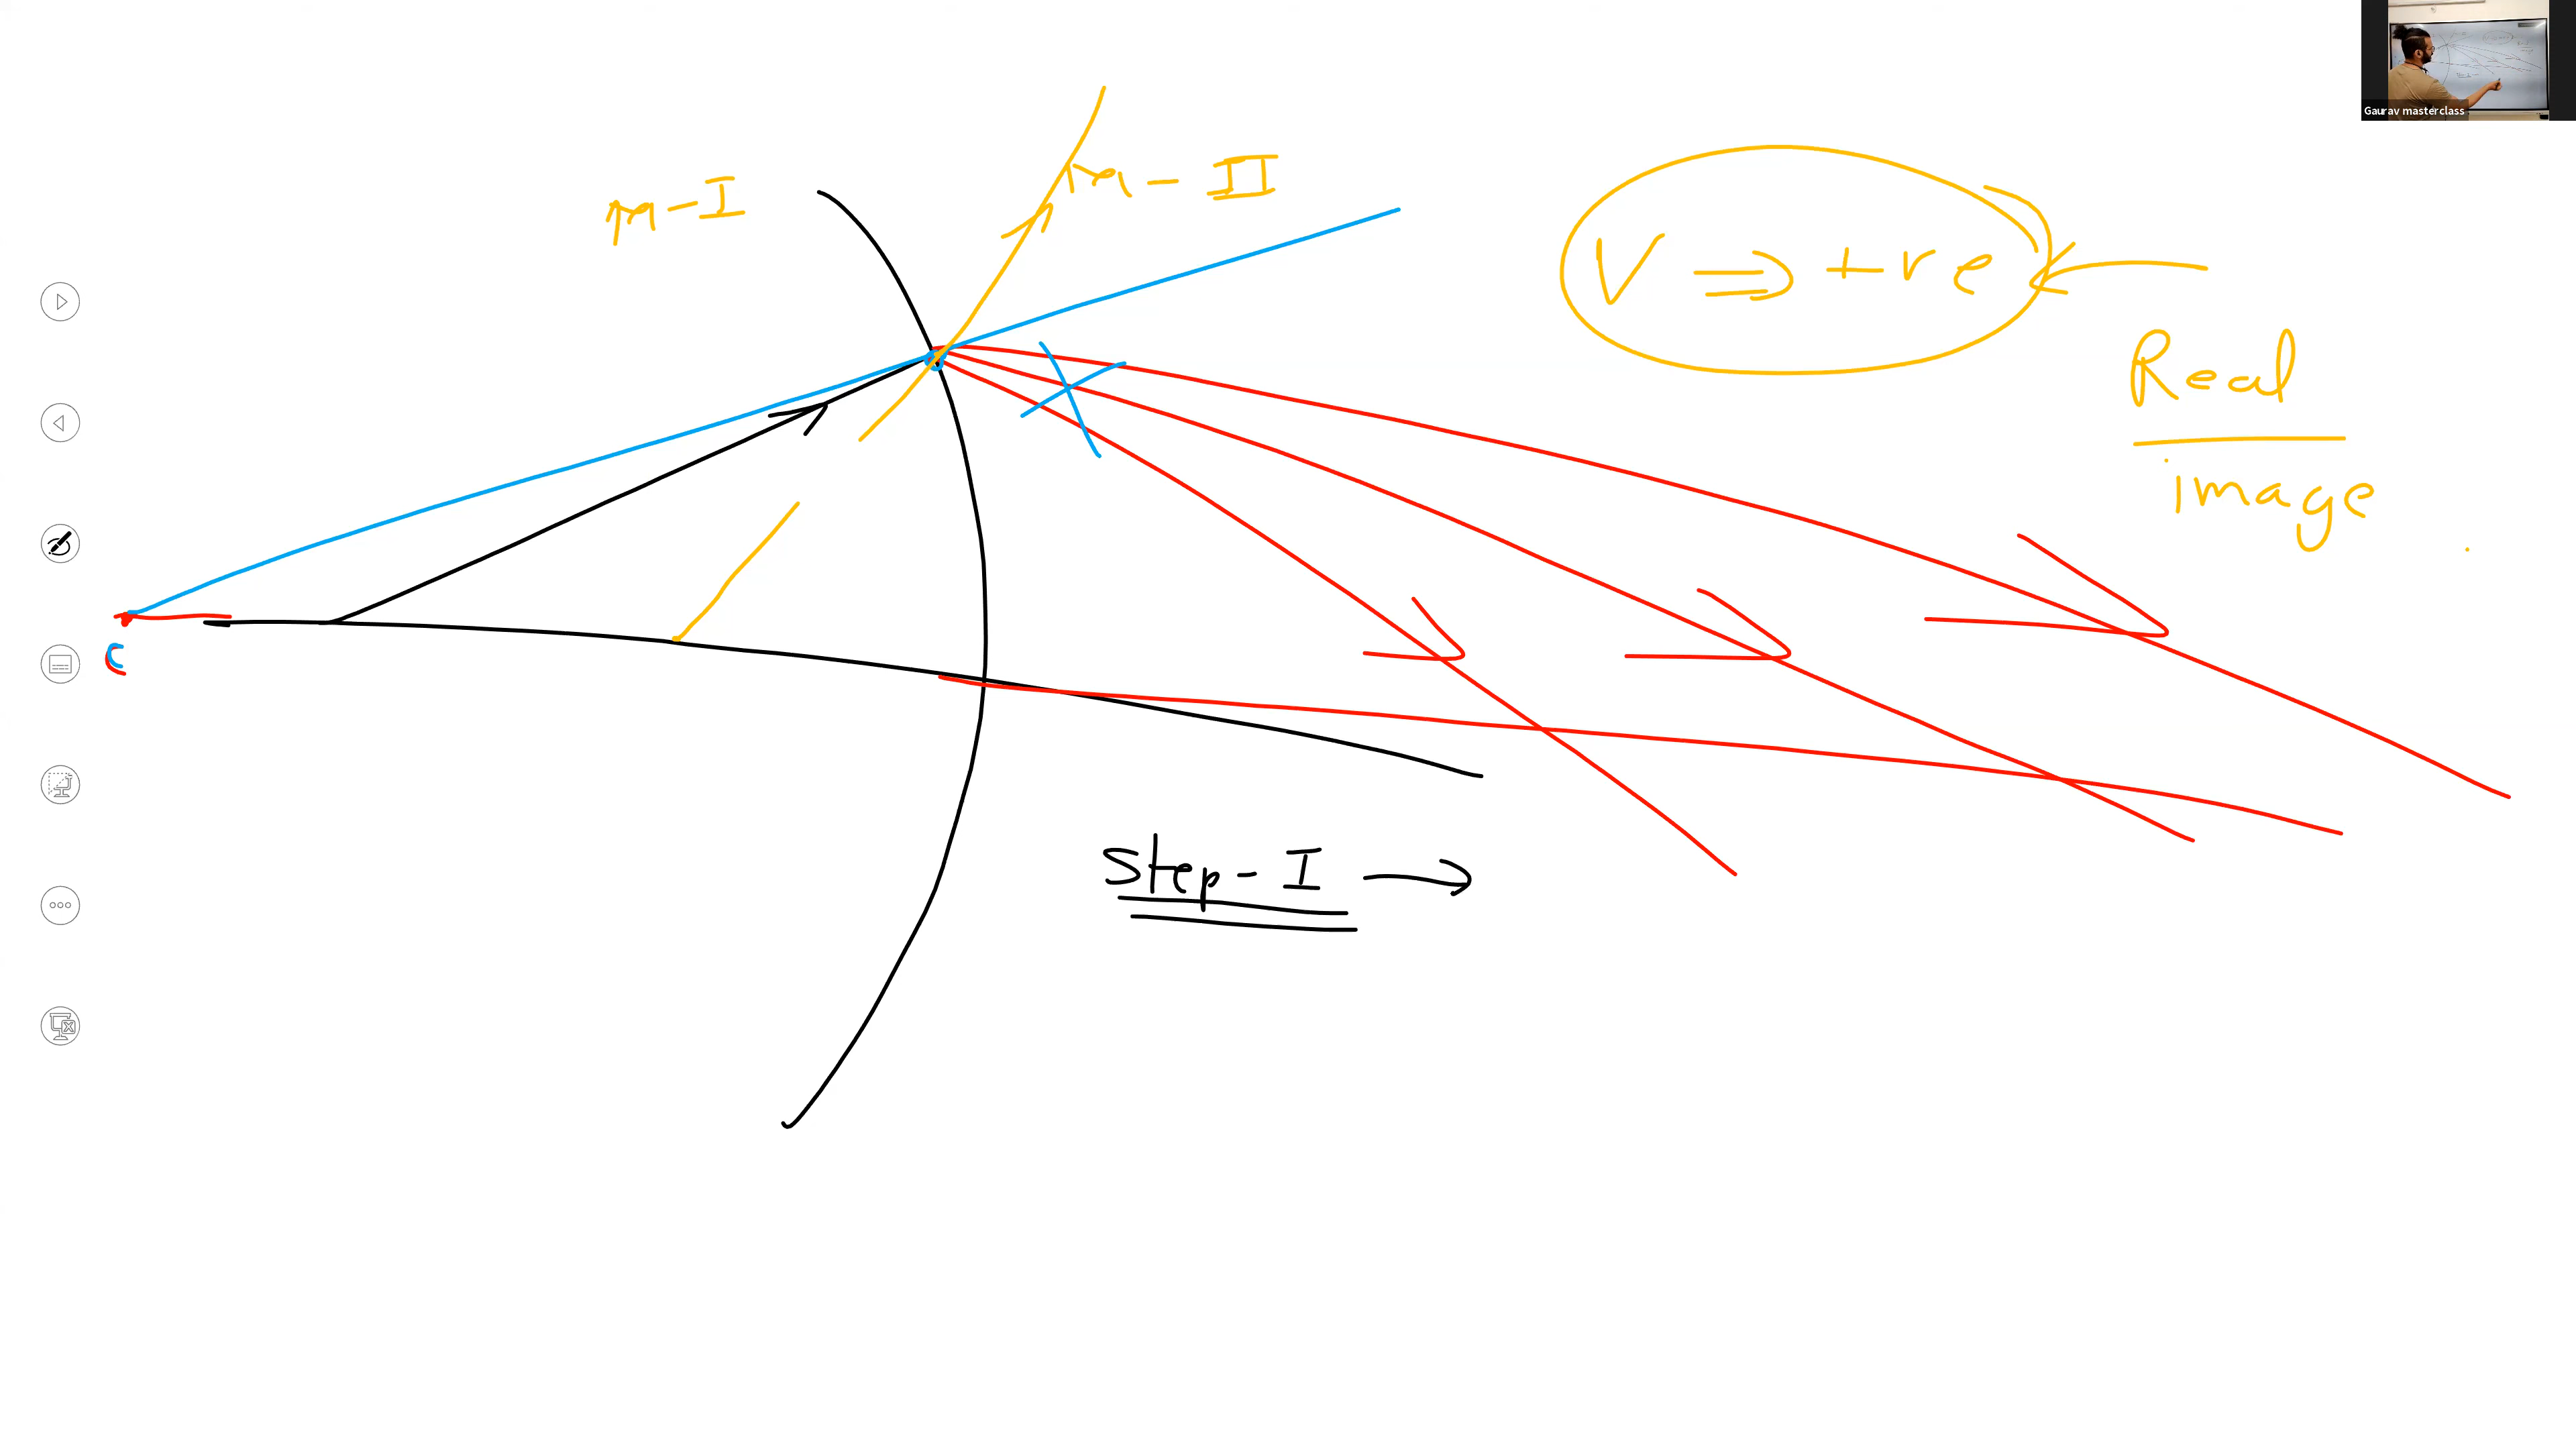 Gaurav masterclass
m-I
m-II
V ⇒ +ve
Real
image
C
Step-I →